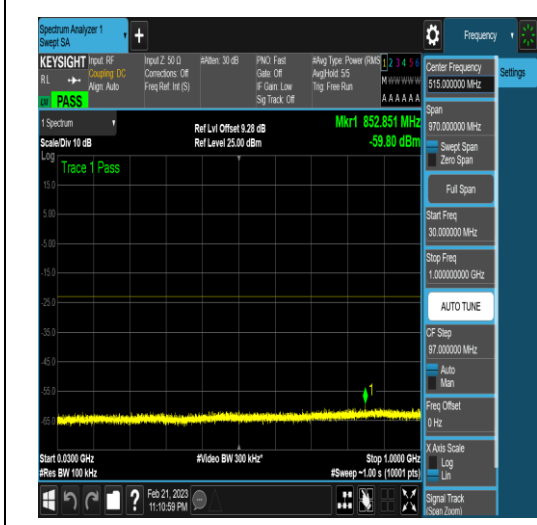 Spectrum Analyzer 1
Swept SA
+
Frequency
KEYSIGHT
RL
Input: RF
Coupling: DC
Align: Auto
Input Z: 50 Ω
Corrections: Off
Freq Ref: Int (S)
#Atten: 30 dB
PNO: Fast
Gate: Off
IF Gain: Low
Sig Track: Off
#Avg Type: Power (RMS
Avg|Hold: 5/5
Trig: Free Run
1 2 3 4 5 6
M W W W W W
A A A A A A
PASS
1 Spectrum
Scale/Div 10 dB
Ref Lvl Offset 9.28 dB
Ref Level 25.00 dBm
Mkr1 852.851 MHz
-59.80 dBm
Log
Trace 1 Pass
15.0
5.00
-5.00
-15.0
-25.0
-35.0
-45.0
-55.0
-65.0
1
Start 0.0300 GHz
#Res BW 100 kHz
#Video BW 300 kHz*
Stop 1.0000 GHz
#Sweep ~1.00 s (10001 pts)
Feb 21, 2023
11:10:59 PM
Center Frequency
515.000000 MHz
Settings
Span
970.000000 MHz
Swept Span
Zero Span
Full Span
Start Freq
30.000000 MHz
Stop Freq
1.000000000 GHz
AUTO TUNE
CF Step
97.000000 MHz
Auto
Man
Freq Offset
0 Hz
X Axis Scale
Log
Lin
Signal Track
(Span Zoom)